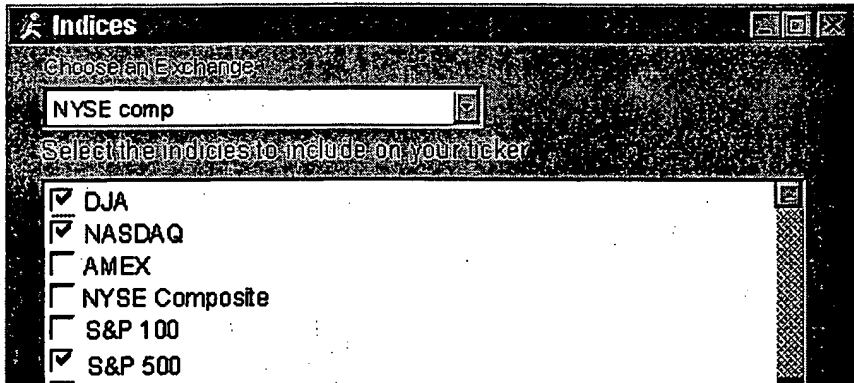 Indices
Choose an Exchange
NYSE comp
Select the indicies to include on your ticker
DJA
NASDAQ
AMEX
NYSE Composite
S&P 100
S&P 500